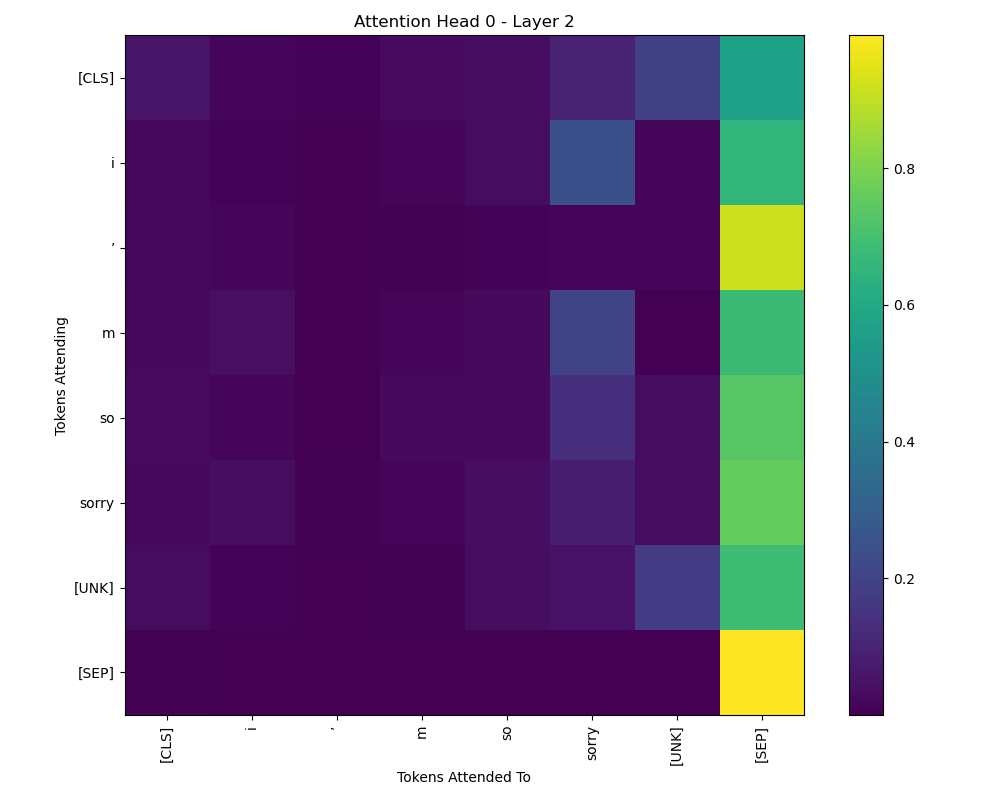 Attention Head 0 - Layer 2
[CLS]
i
’
m
so
sorry
[UNK]
[SEP]
Tokens Attending
[CLS]
i
’
m
so
sorry
[UNK]
[SEP]
Tokens Attended To
0.8
0.6
0.4
0.2